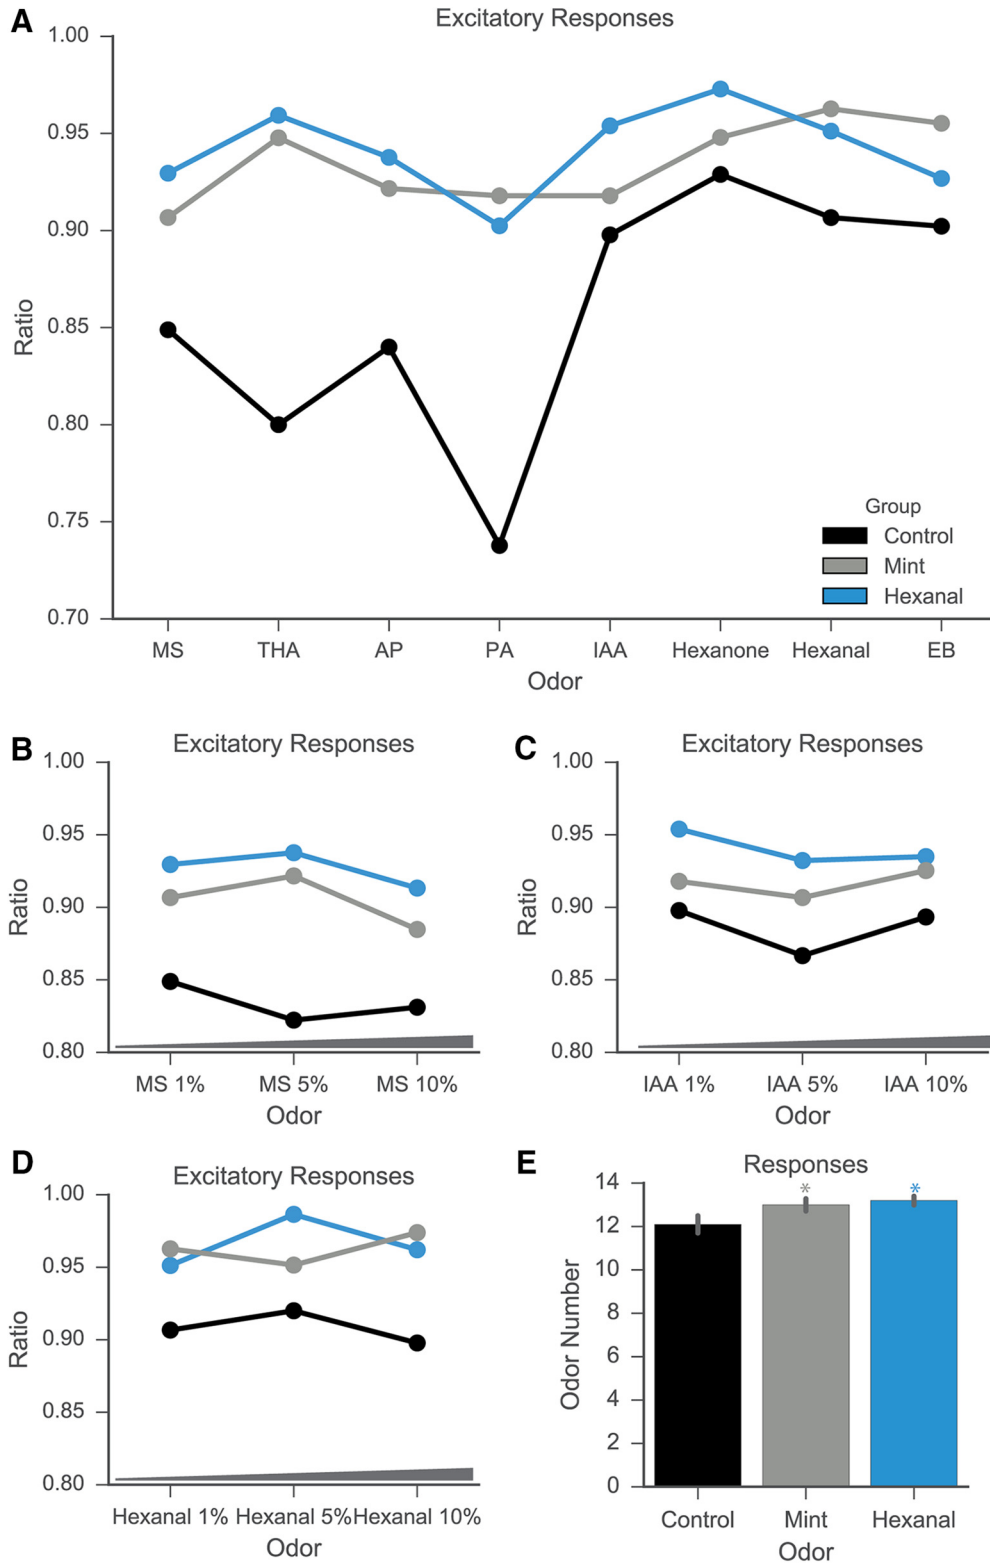 A
Excitatory Responses
1.00
0.95
0.90
0.85
0.80
0.75
0.70
Ratio
Group
Control
Mint
Hexanal
MS THA AP PA IAA Hexanone Hexanal EB
Odor
B
Excitatory Responses
1.00
0.95
0.90
0.85
0.80
Ratio
MS 1% MS 5% MS 10%
Odor
C
Excitatory Responses
1.00
0.95
0.90
0.85
0.80
Ratio
IAA 1% IAA 5% IAA 10%
Odor
D
Excitatory Responses
1.00
0.95
0.90
0.85
0.80
Ratio
Hexanal 1% Hexanal 5% Hexanal 10%
Odor
E
Responses
14
12
10
8
6
4
2
0
Odor Number
* *
Control Mint Hexanal
Odor